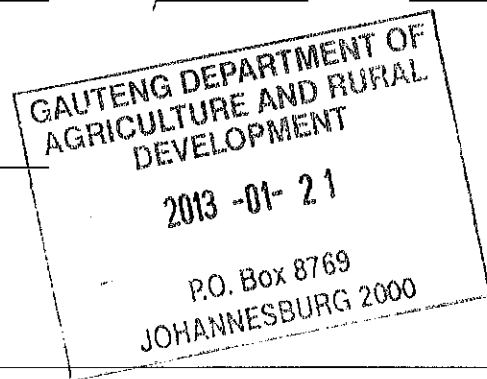 GAUTENG DEPARTMENT OF
AGRICULTURE AND RURAL
DEVELOPMENT
2013 -01- 21
P.O. Box 8769
JOHANNESBURG 2000